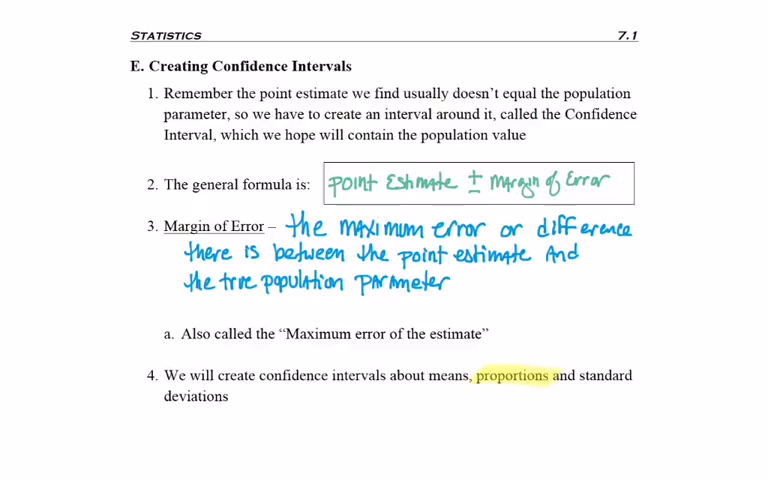 STATISTICS 7.1
E. Creating Confidence Intervals
1. Remember the point estimate we find usually doesn't equal the population
parameter, so we have to create an interval around it, called the Confidence
Interval, which we hope will contain the population value
2. The general formula is: POINT EStIMATE ± MARgiN of ERROR
3. Margin of Error – the MAXIMUM ERROR OR difference
there is between the point estimate And
the true population PARAMETER
a. Also called the “Maximum error of the estimate”
4. We will create confidence intervals about means, proportions and standard
deviations